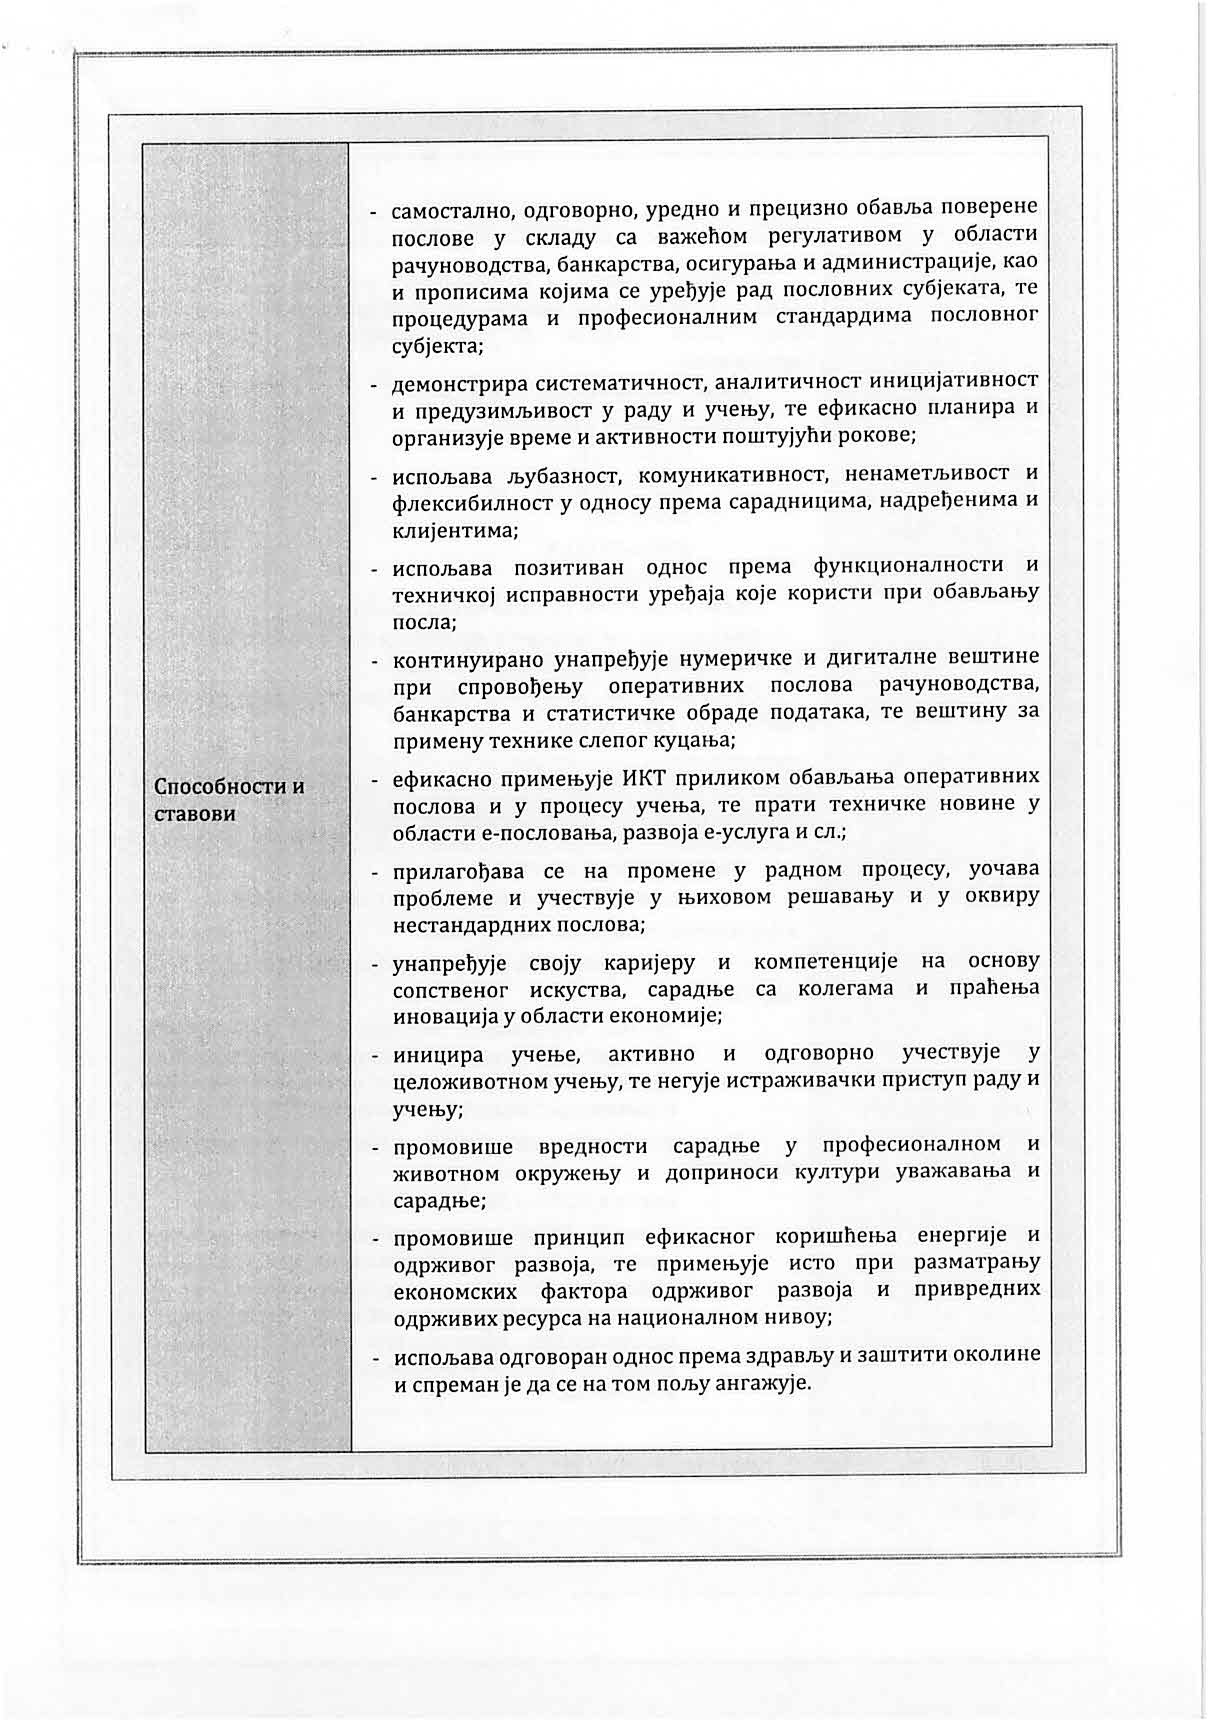 Способности и
ставови
- самостално, одговорно, уредно и прецизно обавља поверене
послове у складу са важећом регулативом у области
рачуноводства, банкарства, осигурања и администрације, као
и прописима којима се уређује рад пословних субјеката, те
процедурама и професионалним стандардима пословног
субјекта;
- демонстрира систематичност, аналитичност иницијативност
и предузимљивост у раду и учењу, те ефикасно планира и
организује време и активности поштујући рокове;
- испољава љубазност, комуникативност, ненаметљивост и
флексибилност у односу према сарадницима, надређенима и
клијентима;
- испољава позитиван однос према функционалности и
техничкој исправности уређаја које користи при обављању
посла;
- континуирано унапређује нумеричке и дигиталне вештине
при спровођењу оперативних послова рачуноводства,
банкарства и статистичке обраде података, те вештину за
примену технике слепог куцања;
- ефикасно примењује ИКТ приликом обављања оперативних
послова и у процесу учења, те прати техничке новине у
области е-пословања, развоја е-услуга и сл.;
- прилагођава се на промене у радном процесу, уочава
проблеме и учествује у њиховом решавању и у оквиру
нестандардних послова;
- унапређује своју каријеру и компетенције на основу
сопственог искуства, сарадње са колегама и праћења
иновација у области економије;
- иницира учење, активно и одговорно учествује у
целоживотном учењу, те негује истраживачки приступ раду и
учењу;
- промовише вредности сарадње у професионалном и
животном окружењу и доприноси култури уважавања и
сарадње;
- промовише принцип ефикасног коришћења енергије и
одрживог развоја, те примењује исто при разматрању
економских фактора одрживог развоја и привредних
одрживих ресурса на националном нивоу;
- испољава одговоран однос према здрављу и заштити околине
и спреман је да се на том пољу ангажује.